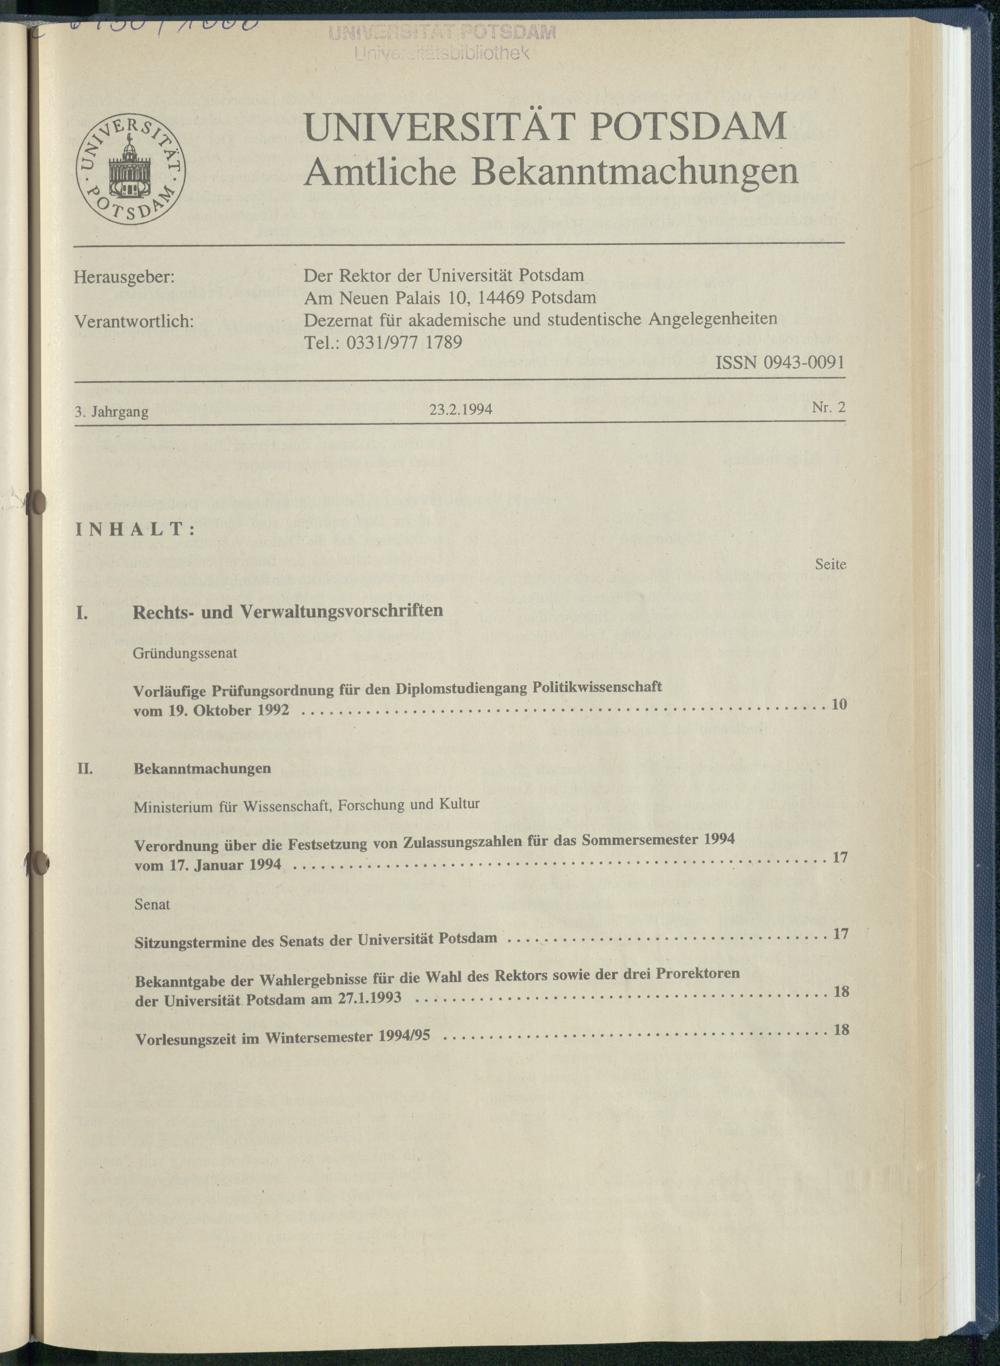 UNIVERSITÄT POTSDAM
Universitätsbibliothek
UNIVERSITÄT POTSDAM
UNIVERSITÄT POTSDAM
Amtliche Bekanntmachungen
Herausgeber: Der Rektor der Universität Potsdam
Am Neuen Palais 10, 14469 Potsdam
Verantwortlich: Dezernat für akademische und studentische Angelegenheiten
Tel.: 0331/977 1789
ISSN 0943-0091
3. Jahrgang 23.2.1994 Nr. 2
INHALT:
Seite
I. Rechts- und Verwaltungsvorschriften
Gründungssenat
Vorläufige Prüfungsordnung für den Diplomstudiengang Politikwissenschaft
vom 19. Oktober 1992 ........ 10
II. Bekanntmachungen
Ministerium für Wissenschaft, Forschung und Kultur
Verordnung über die Festsetzung von Zulassungszahlen für das Sommersemester 1994
vom 17. Januar 1994 ........ 17
Senat
Sitzungstermine des Senats der Universität Potsdam ........ 17
Bekanntgabe der Wahlergebnisse für die Wahl des Rektors sowie der drei Prorektoren
der Universität Potsdam am 27.1.1993 ........ 18
Vorlesungszeit im Wintersemester 1994/95 ........ 18